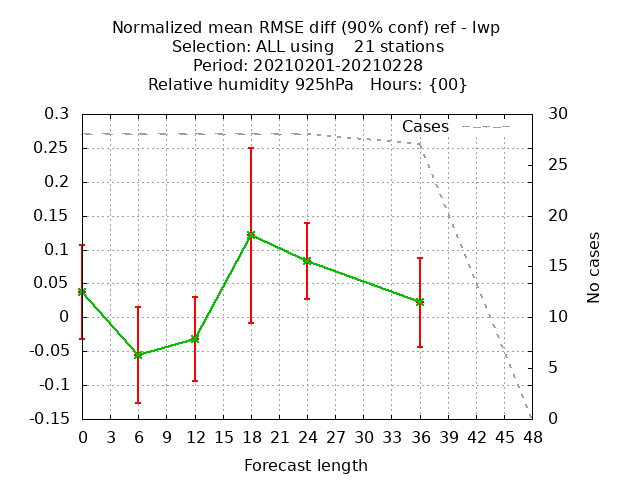 Normalized mean RMSE diff (90% conf) ref - lwp
Selection: ALL using    21 stations
Period: 20210201-20210228
Relative humidity 925hPa   Hours: {00}
Cases
0.3
0.25
0.2
0.15
0.1
0.05
0
-0.05
-0.1
-0.15
30
25
20
15
10
5
0
No cases
0 3 6 9 12 15 18 21 24 27 30 33 36 39 42 45 48
Forecast length